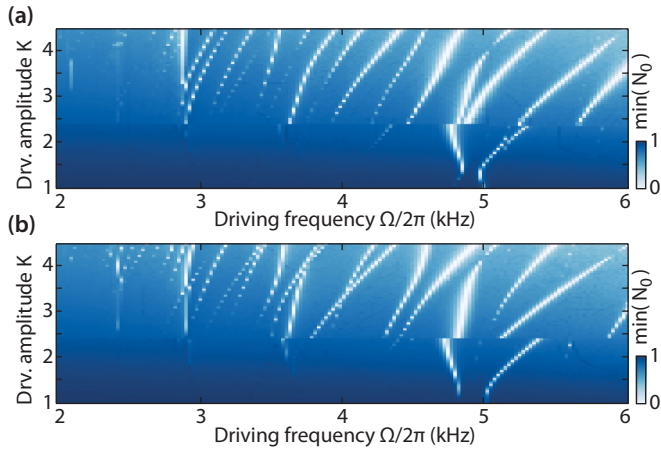 (a)
Drv. amplitude K
4
3
2
1
2 3 4 5 6
Driving frequency Ω/2π (kHz)
1
0
min( N₀ )
(b)
Drv. amplitude K
4
3
2
1
2 3 4 5 6
Driving frequency Ω/2π (kHz)
1
0
min( N₀ )